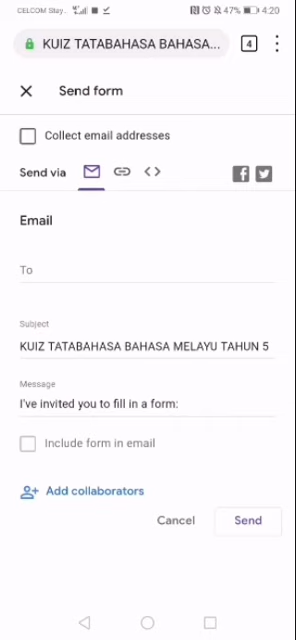 CELCOM Stay.. 47% 4:20
KUIZ TATABAHASA BAHASA... 4
Send form
Collect email addresses
Send via
Email
To
Subject
KUIZ TATABAHASA BAHASA MELAYU TAHUN 5
Message
I've invited you to fill in a form:
Include form in email
Add collaborators
Cancel Send